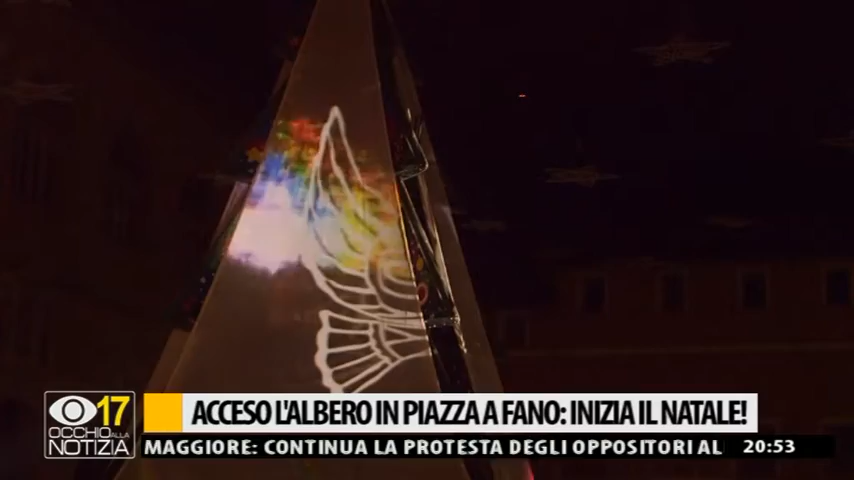 ACCESO L'ALBERO IN PIAZZA A FANO: INIZIA IL NATALE!
17
OCCHIO ALLA
NOTIZIA
MAGGIORE: CONTINUA LA PROTESTA DEGLI OPPOSITORI AL
20:53